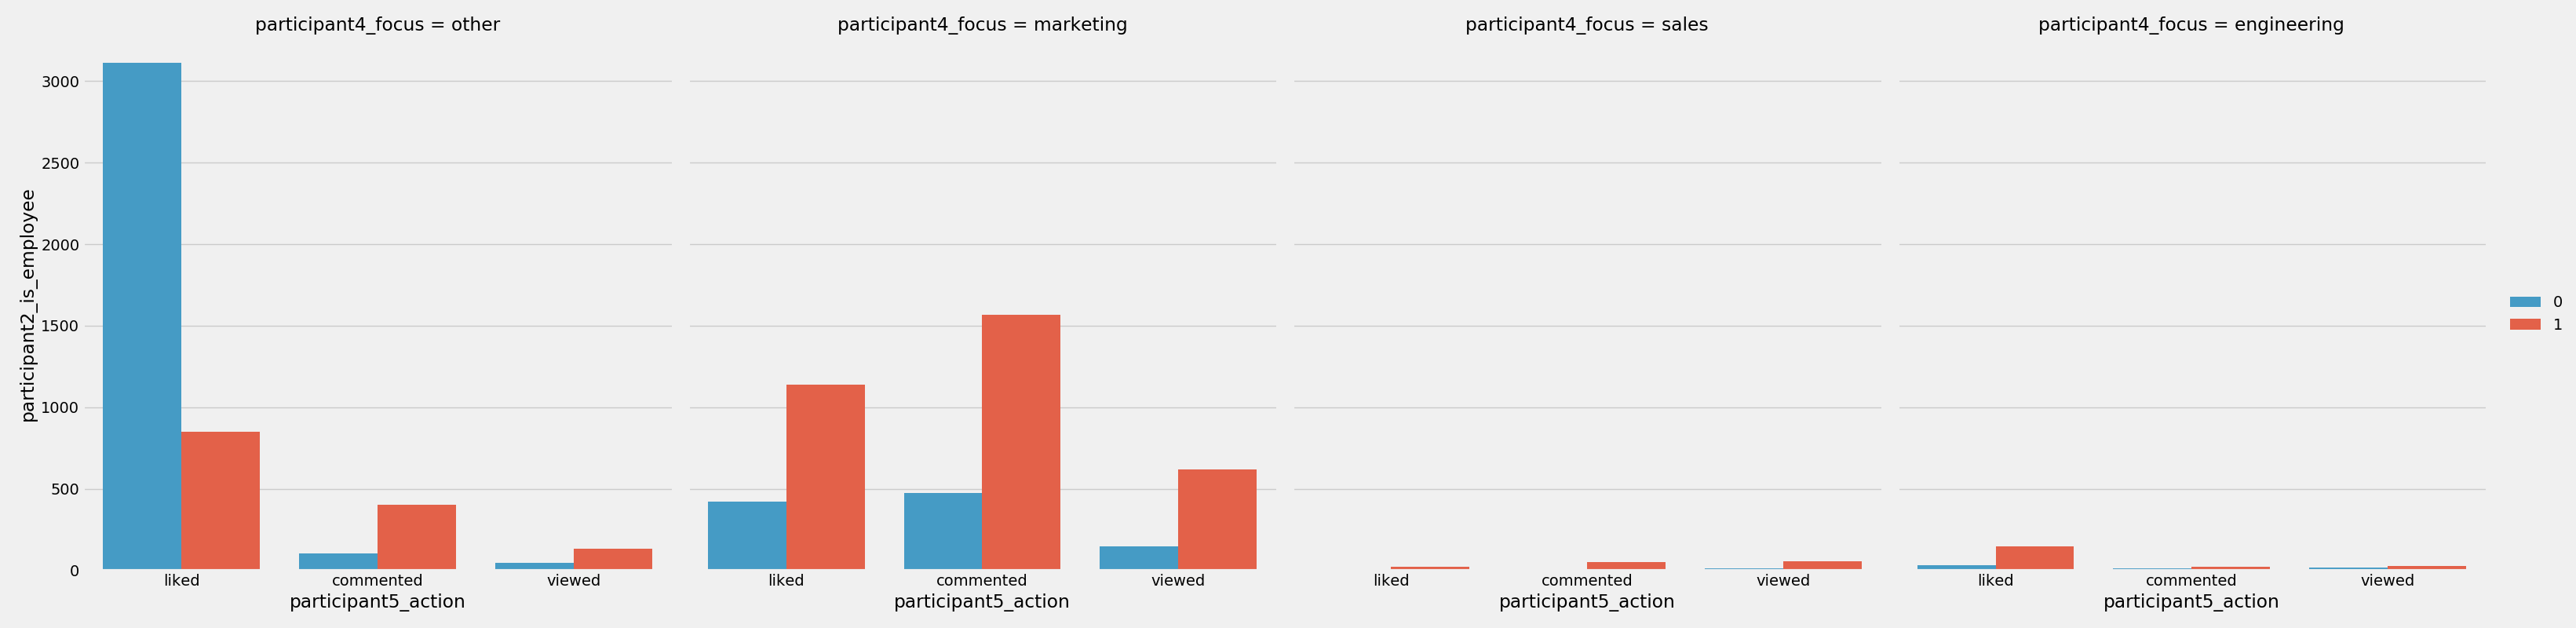 participant4_focus = other
participant4_focus = marketing
participant4_focus = sales
participant4_focus = engineering
participant2_is_employee
3000
2500
2000
1500
1000
500
0
liked commented viewed
participant5_action
liked commented viewed
participant5_action
liked commented viewed
participant5_action
liked commented viewed
participant5_action
0
1